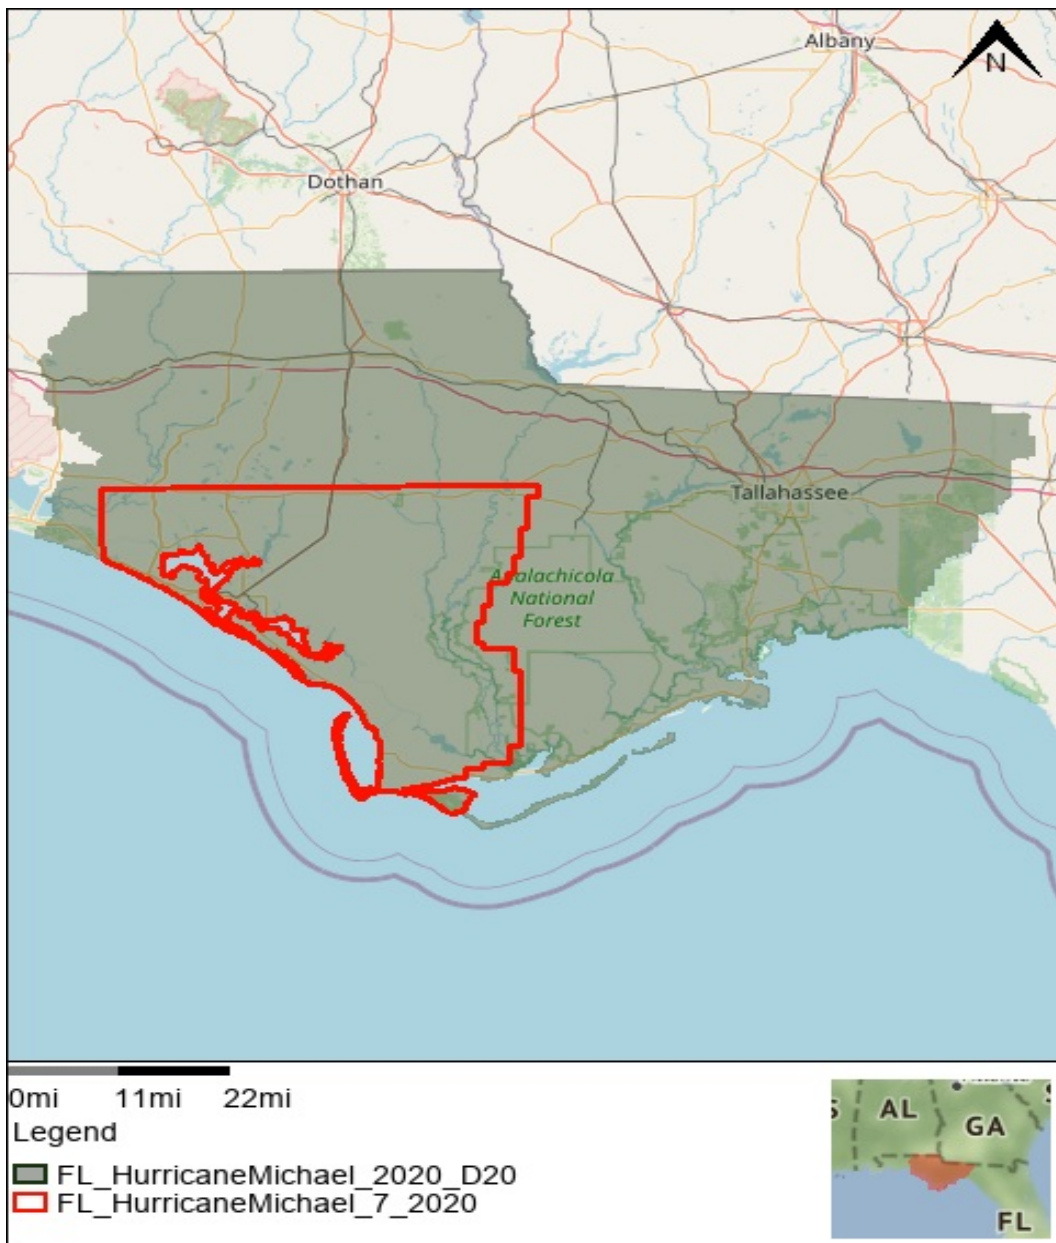 Albany
N
Dothan
Tallahassee
Apalachicola
National
Forest
0mi 11mi 22mi
Legend
FL_HurricaneMichael_2020_D20
FL_HurricaneMichael_7_2020
S AL GA S
FL